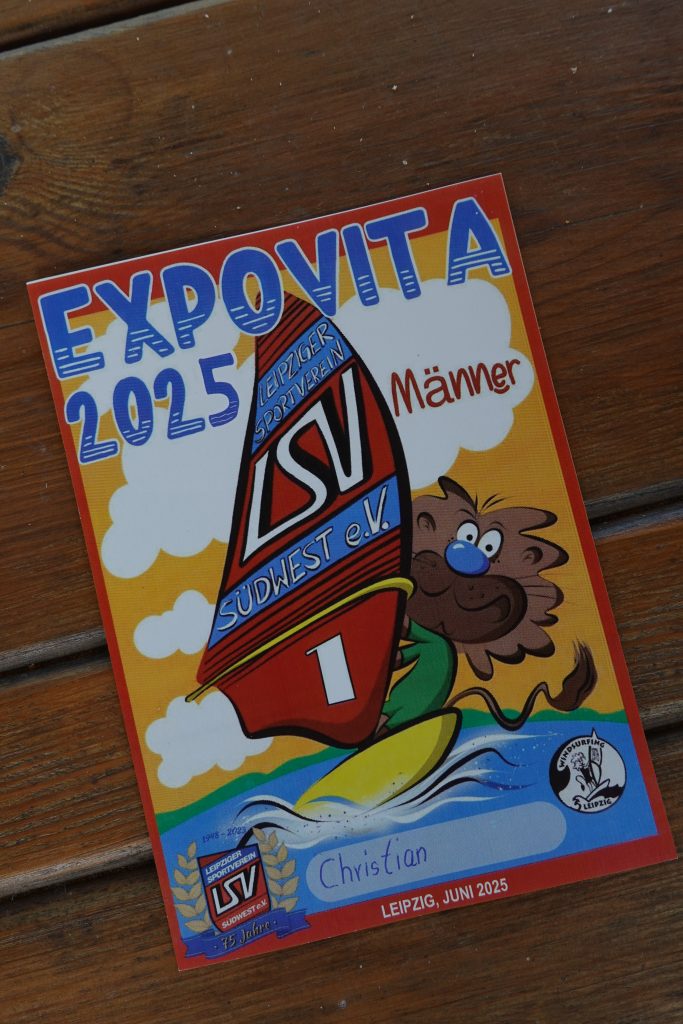 EXPOVITA
2025
LEIPZIGER
SPORTVEREIN
Männer
LSV
SÜDWEST e.V.
1
WINDSURFING
LEIPZIG
1948 - 2023
LEIPZIGER
SPORTVEREIN
LSV
SÜDWEST e.V.
75 Jahre
Christian
LEIPZIG, JUNI 2025